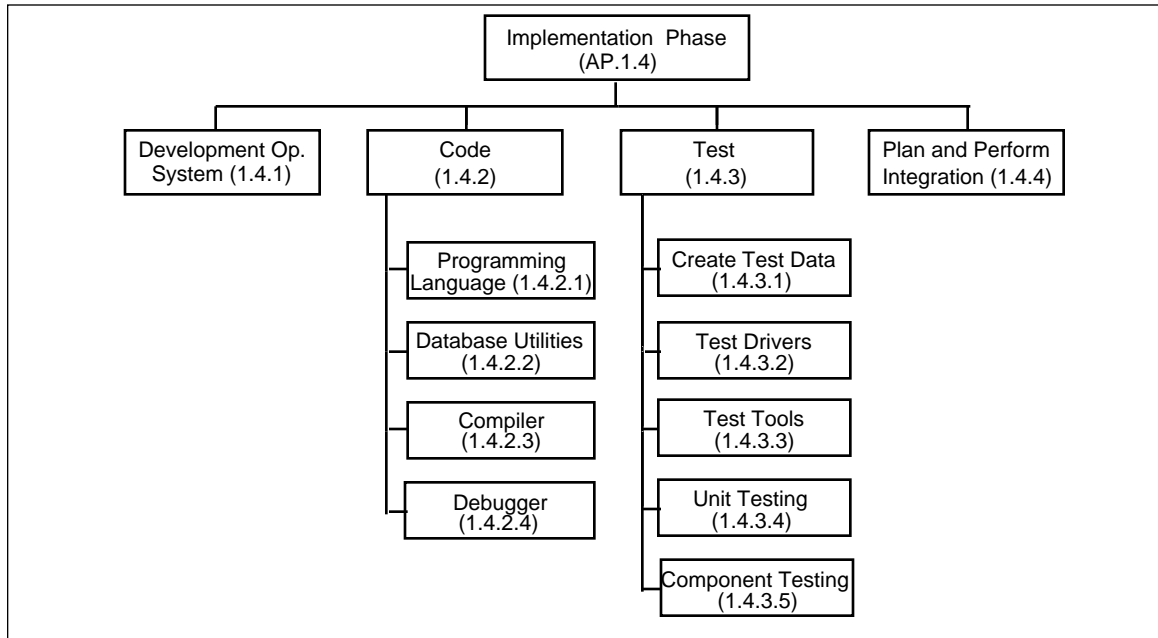 Implementation Phase
(AP.1.4)
Development Op.
System (1.4.1)
Code
(1.4.2)
Test
(1.4.3)
Plan and Perform
Integration (1.4.4)
Programming
Language (1.4.2.1)
Database Utilities
(1.4.2.2)
Compiler
(1.4.2.3)
Debugger
(1.4.2.4)
Create Test Data
(1.4.3.1)
Test Drivers
(1.4.3.2)
Test Tools
(1.4.3.3)
Unit Testing
(1.4.3.4)
Component Testing
(1.4.3.5)